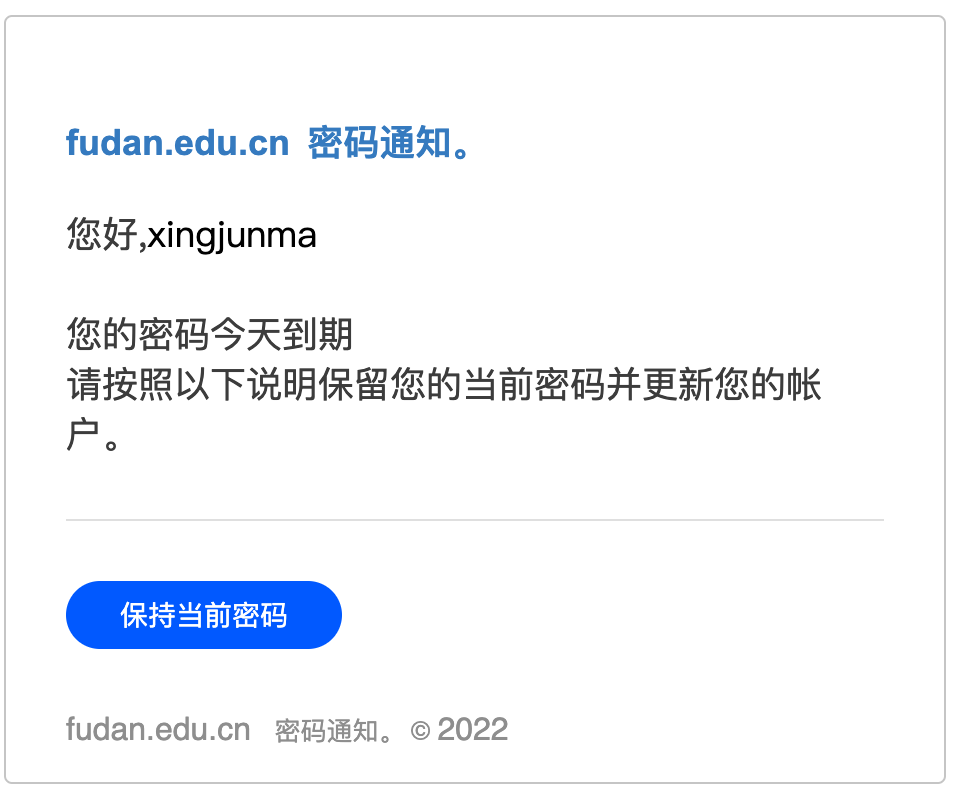 fudan.edu.cn 密码通知。
您好,xingjunma
您的密码今天到期
请按照以下说明保留您的当前密码并更新您的帐
户。
保持当前密码
fudan.edu.cn 密码通知。 © 2022